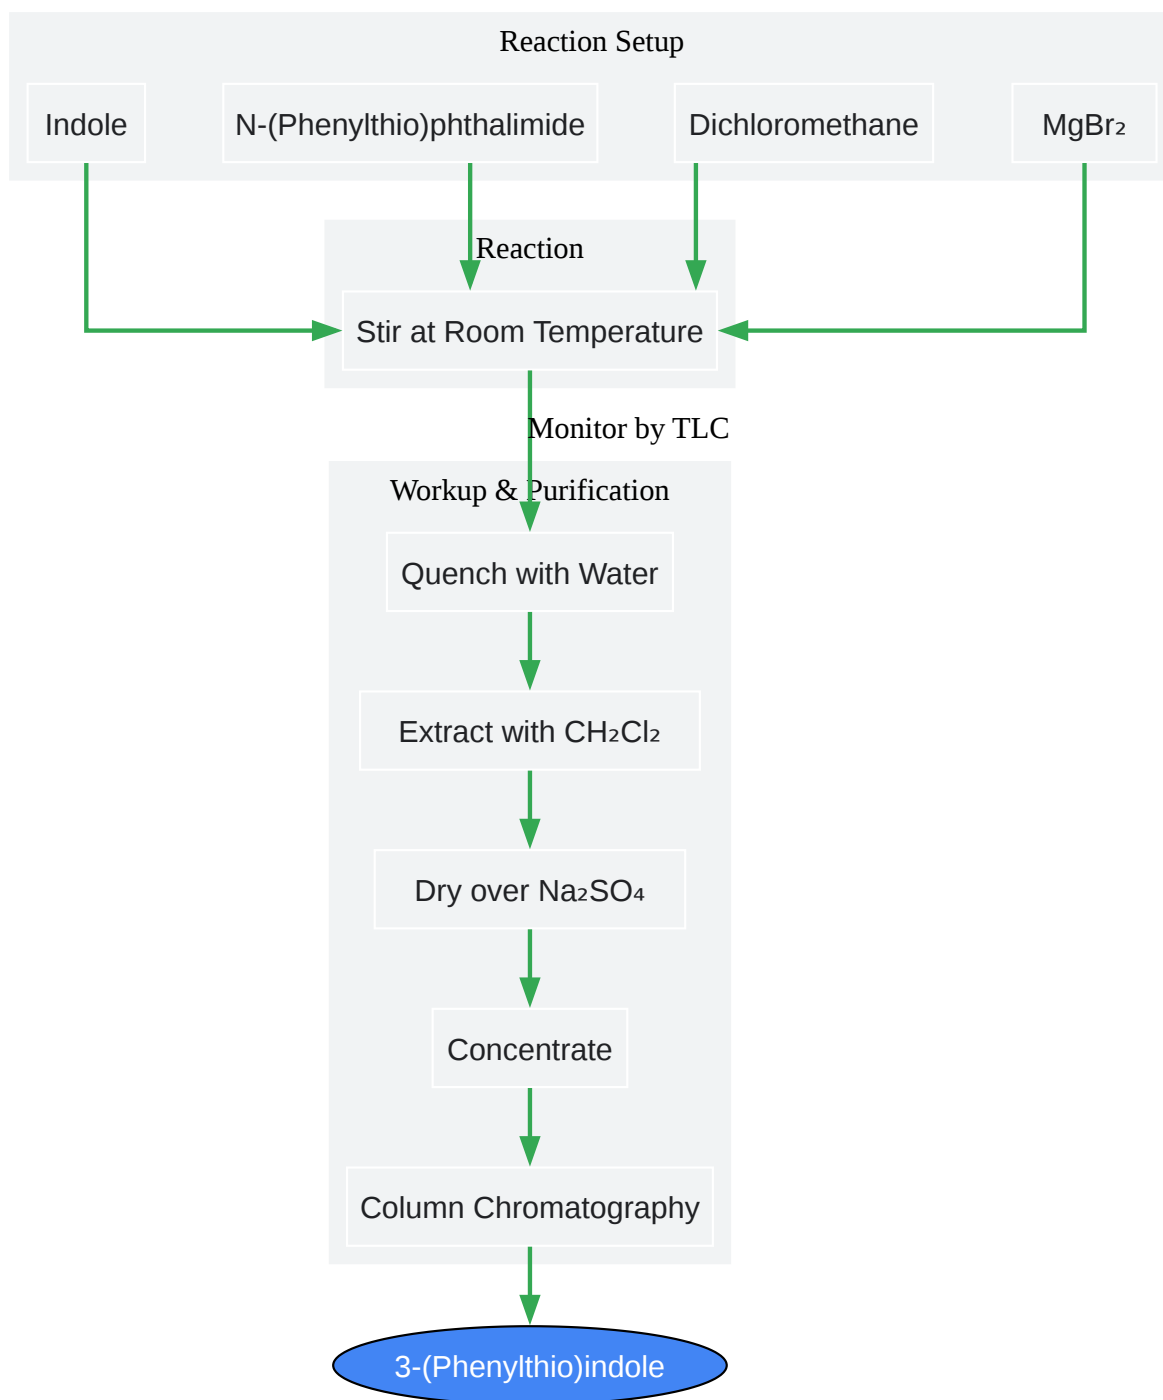 Reaction Setup
Indole
N-(Phenylthio)phthalimide
Dichloromethane
MgBr₂
Reaction
Stir at Room Temperature
Monitor by TLC
Workup & Purification
Quench with Water
Extract with CH₂Cl₂
Dry over Na₂SO₄
Concentrate
Column Chromatography
3-(Phenylthio)indole